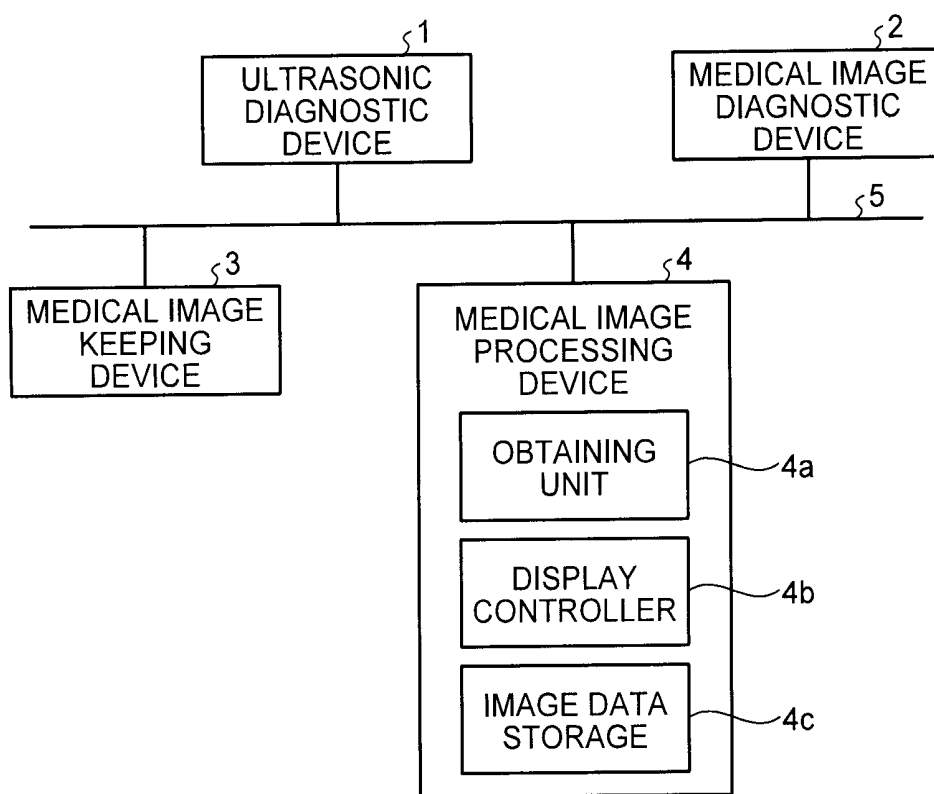 1
ULTRASONIC
DIAGNOSTIC
DEVICE
2
MEDICAL IMAGE
DIAGNOSTIC
DEVICE
5
3
MEDICAL IMAGE
KEEPING
DEVICE
4
MEDICAL IMAGE
PROCESSING
DEVICE
OBTAINING
UNIT
4a
DISPLAY
CONTROLLER
4b
IMAGE DATA
STORAGE
4c